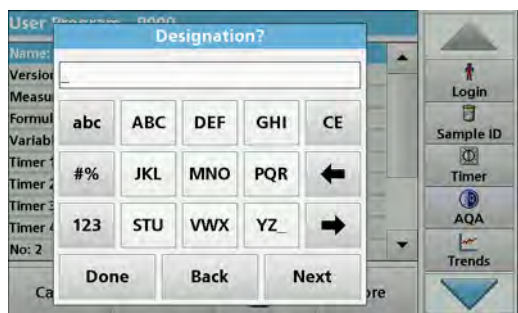 User Program - 9000
Designation?
Name:
Version
Measu
Formul
Variab
Timer 1
Timer 2
Timer 3
Timer 4
No: 2
_
abc ABC DEF GHI CE
#% JKL MNO PQR
123 STU VWX YZ_
Done Back Next
Ca
ore
Login
Sample ID
Timer
AQA
Trends